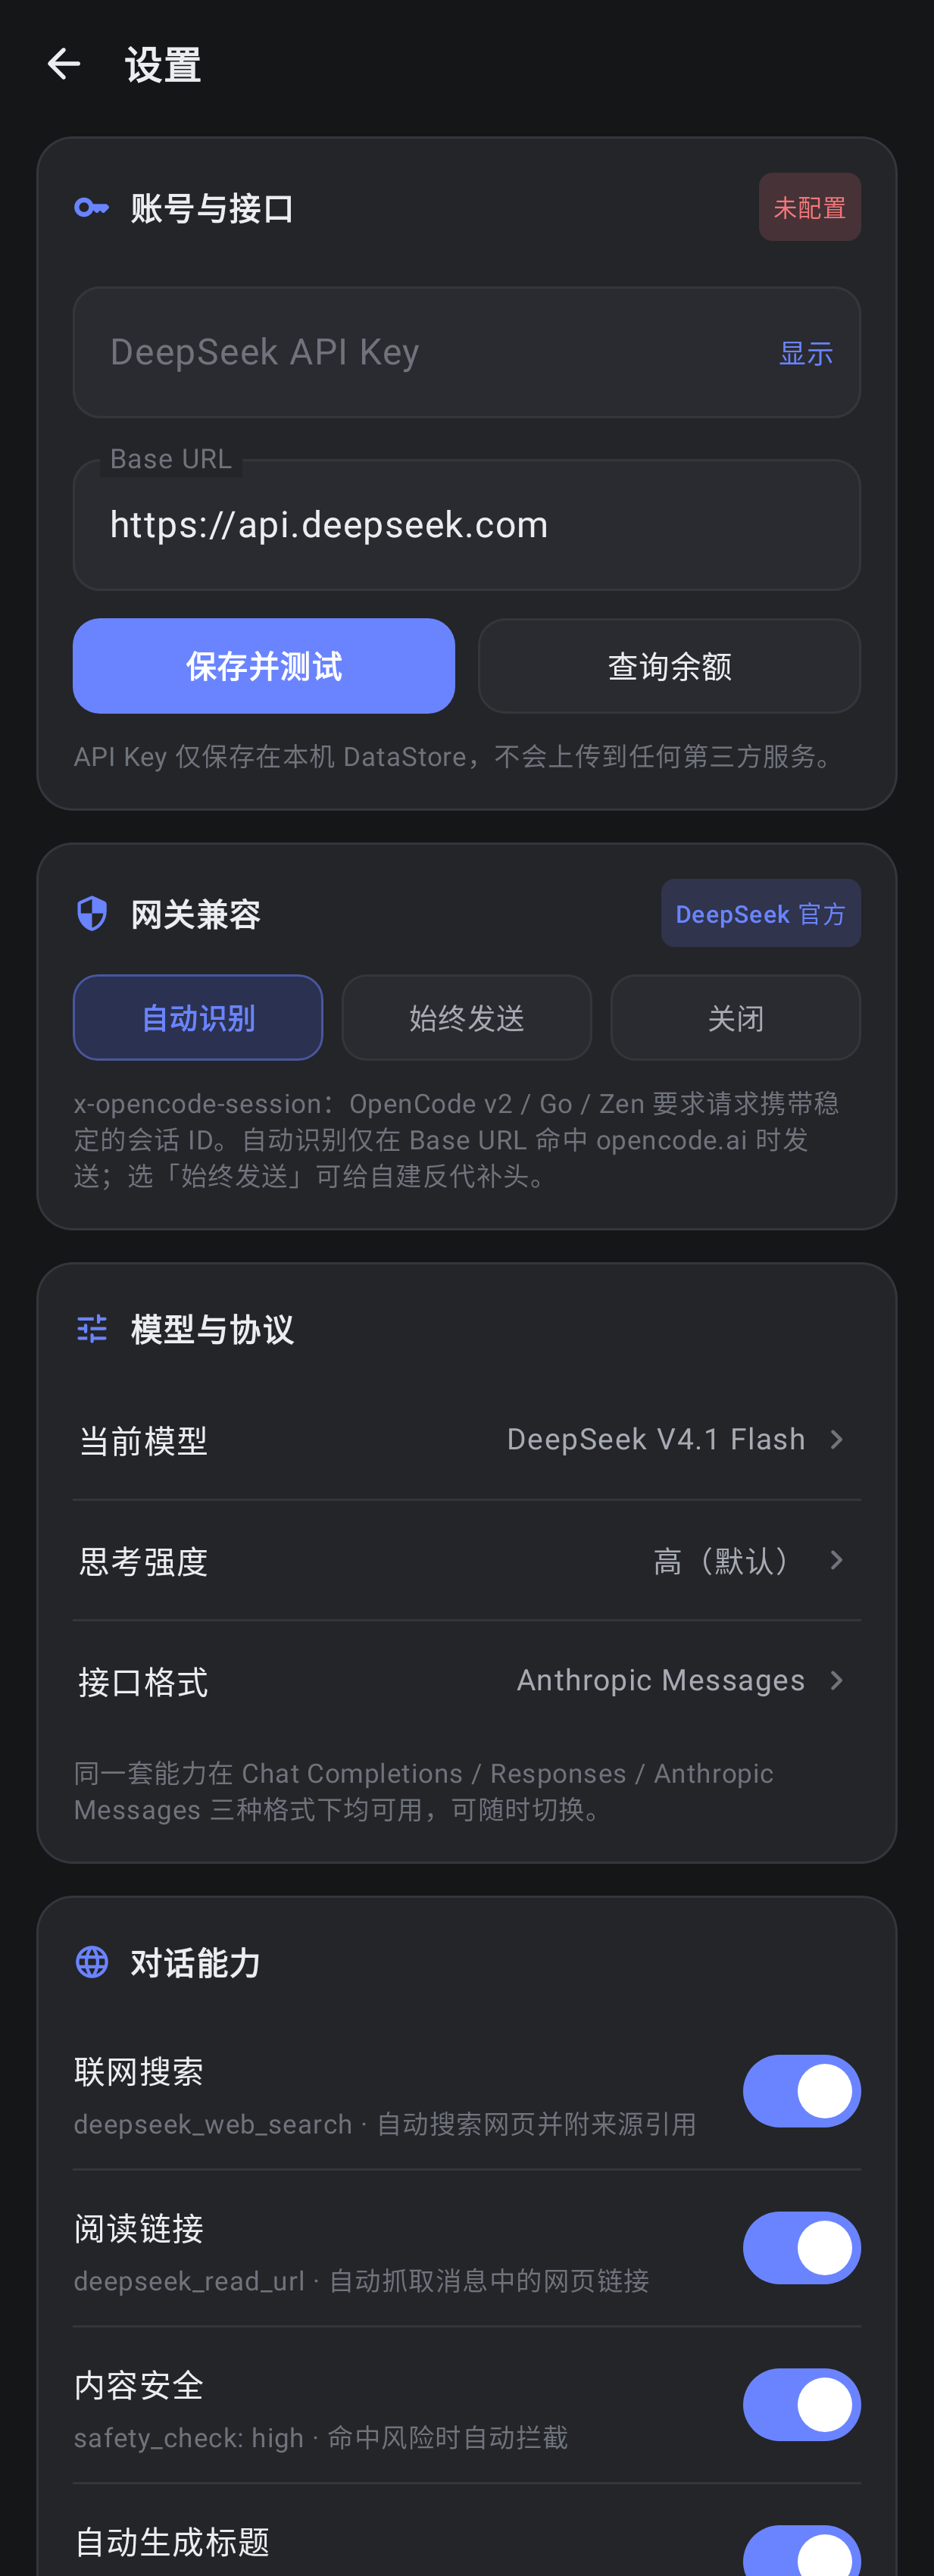 设置
账号与接口
未配置
DeepSeek API Key
显示
Base URL
https://api.deepseek.com
保存并测试
查询余额
API Key 仅保存在本机 DataStore，不会上传到任何第三方服务。
网关兼容
DeepSeek 官方
自动识别
始终发送
关闭
x-opencode-session：OpenCode v2 / Go / Zen 要求请求携带稳
定的会话 ID。自动识别仅在 Base URL 命中 opencode.ai 时发
送；选「始终发送」可给自建反代补头。
模型与协议
当前模型
DeepSeek V4.1 Flash
思考强度
高（默认）
接口格式
Anthropic Messages
同一套能力在 Chat Completions / Responses / Anthropic
Messages 三种格式下均可用，可随时切换。
对话能力
联网搜索
deepseek_web_search · 自动搜索网页并附来源引用
阅读链接
deepseek_read_url · 自动抓取消息中的网页链接
内容安全
safety_check: high · 命中风险时自动拦截
自动生成标题